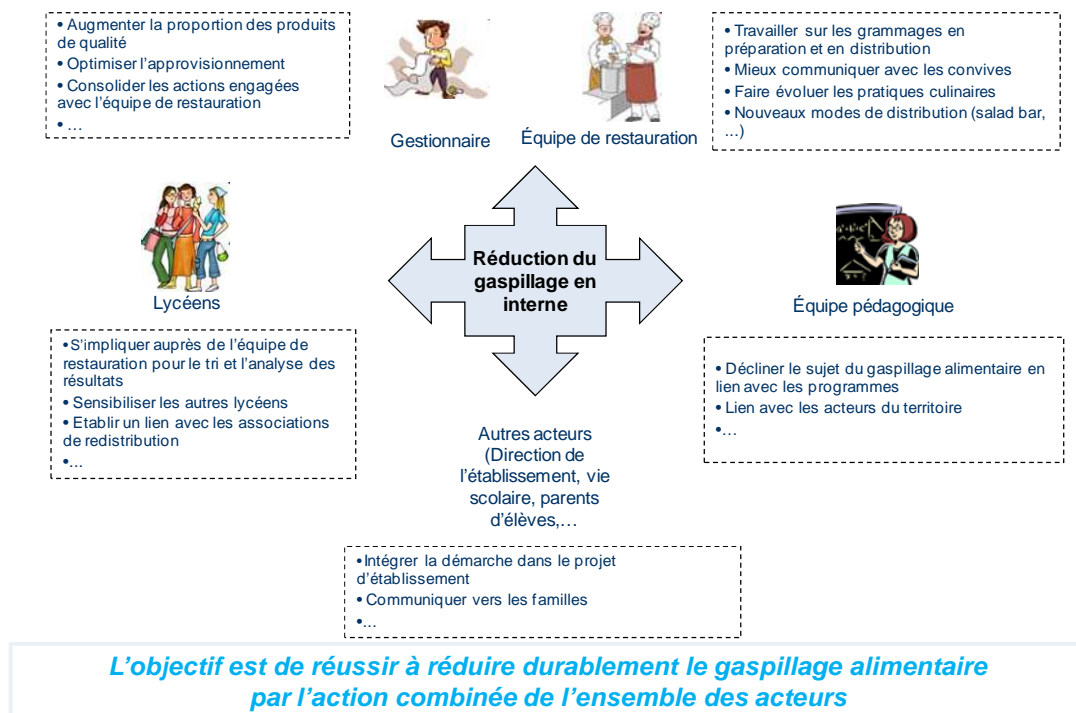 • Augmenter la proportion des produits
de qualité
• Optimiser l'approvisionnement
• Consolider les actions engagées
avec l'équipe de restauration
• …
Gestionnaire
Équipe de restauration
• Travailler sur les grammages en
préparation et en distribution
• Mieux communiquer avec les convives
• Faire évoluer les pratiques culinaires
• Nouveaux modes de distribution (salad bar,
…)
Lycéens
Réduction du
gaspillage en
interne
Équipe pédagogique
• S'impliquer auprès de l'équipe de
restauration pour le tri et l'analyse des
résultats
• Sensibiliser les autres lycéens
• Etablir un lien avec les associations
de redistribution
•...
• Décliner le sujet du gaspillage alimentaire en
lien avec les programmes
• Lien avec les acteurs du territoire
•…
Autres acteurs
(Direction de
l'établissement, vie
scolaire, parents
d'élèves,…
•Intégrer la démarche dans le projet
d'établissement
• Communiquer vers les familles
•...
L'objectif est de réussir à réduire durablement le gaspillage alimentaire
par l'action combinée de l'ensemble des acteurs